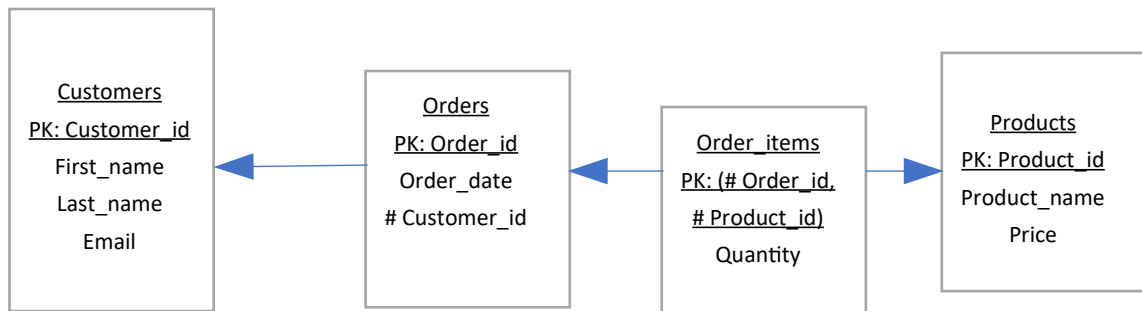 Customers
PK: Customer_id
First_name
Last_name
Email
Orders
PK: Order_id
Order_date
# Customer_id
Order_items
PK: (# Order_id,
# Product_id)
Quantity
Products
PK: Product_id
Product_name
Price